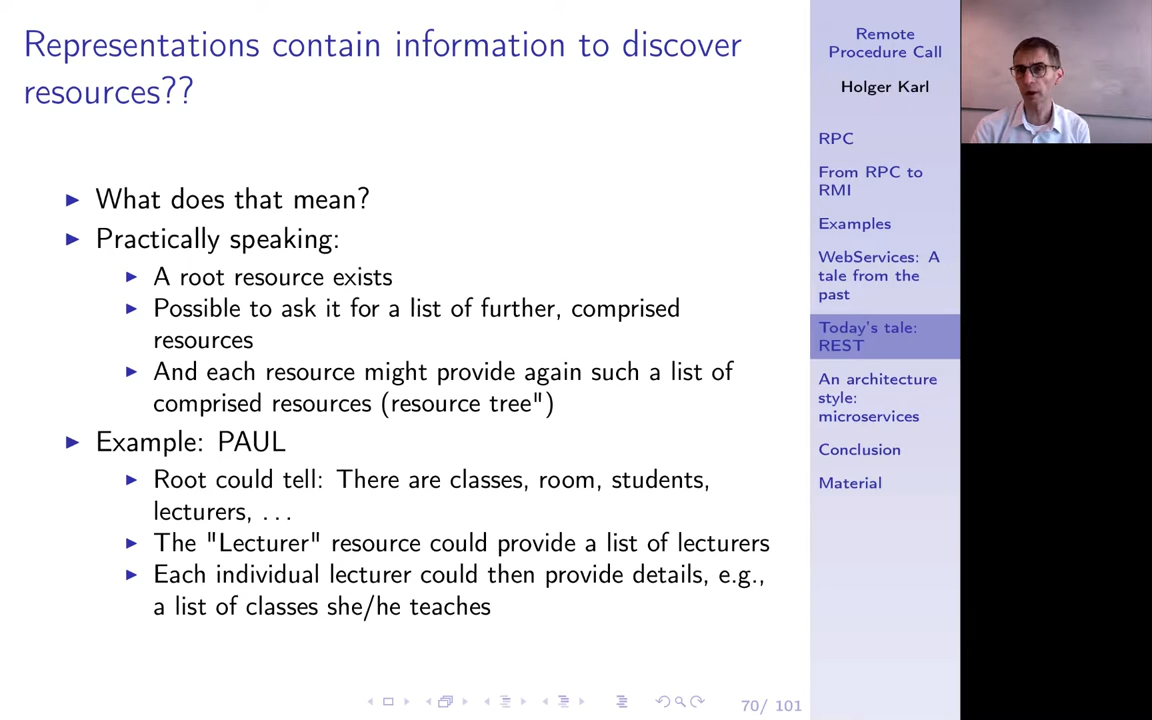 Representations contain information to discover
resources??
What does that mean?
Practically speaking:
A root resource exists
Possible to ask it for a list of further, comprised
resources
And each resource might provide again such a list of
comprised resources (resource tree")
Example: PAUL
Root could tell: There are classes, room, students,
lecturers, ...
The "Lecturer" resource could provide a list of lecturers
Each individual lecturer could then provide details, e.g.,
a list of classes she/he teaches
70/ 101
Remote
Procedure Call
Holger Karl
RPC
From RPC to
RMI
Examples
WebServices: A
tale from the
past
Today's tale:
REST
An architecture
style:
microservices
Conclusion
Material